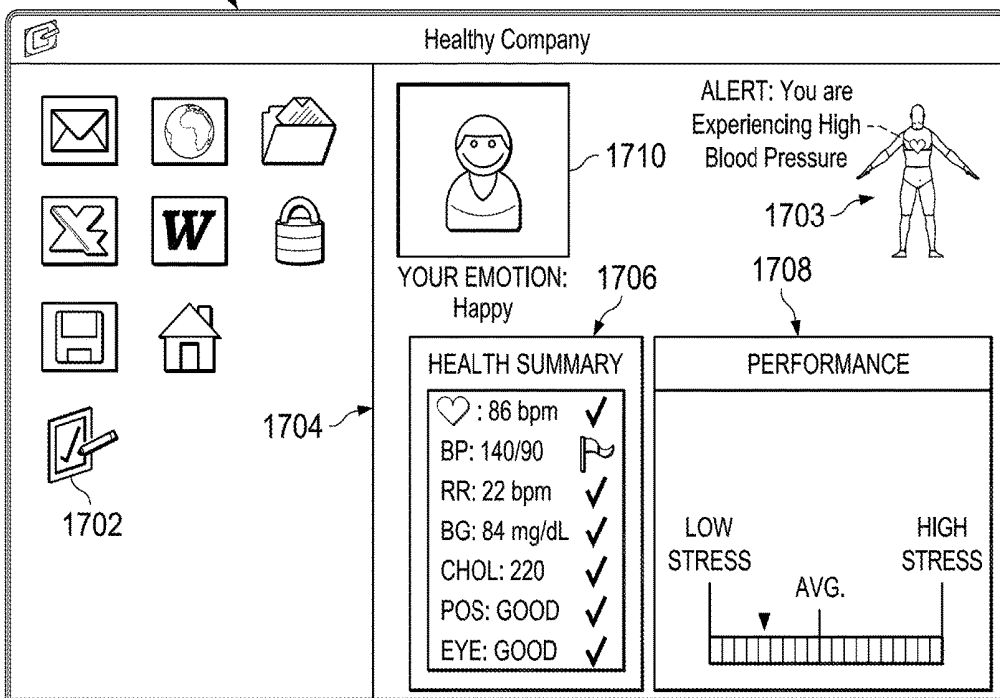 Healthy Company
ALERT: You are
Experiencing High
Blood Pressure
1710
1703
YOUR EMOTION:
Happy
1706
1708
W
HEALTH SUMMARY
: 86 bpm
BP: 140/90
RR: 22 bpm
BG: 84 mg/dL
CHOL: 220
POS: GOOD
EYE: GOOD
PERFORMANCE
LOW
STRESS
HIGH
STRESS
AVG.
1704
1702